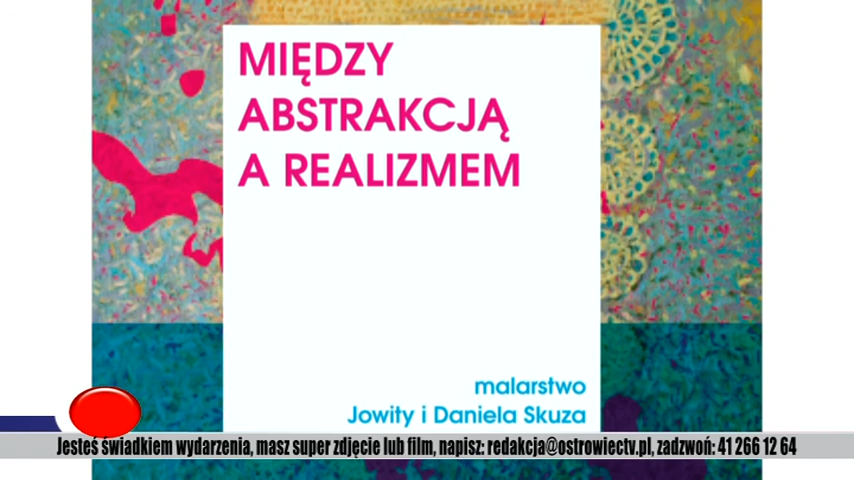 MIĘDZY
ABSTRAKCJĄ
A REALIZMEM
malarstwo
Jowity i Daniela Skuza
Jesteś świadkiem wydarzenia, masz super zdjęcie lub film, napisz: redakcja@ostrowiectv.pl, zadzwoń: 41 266 12 64